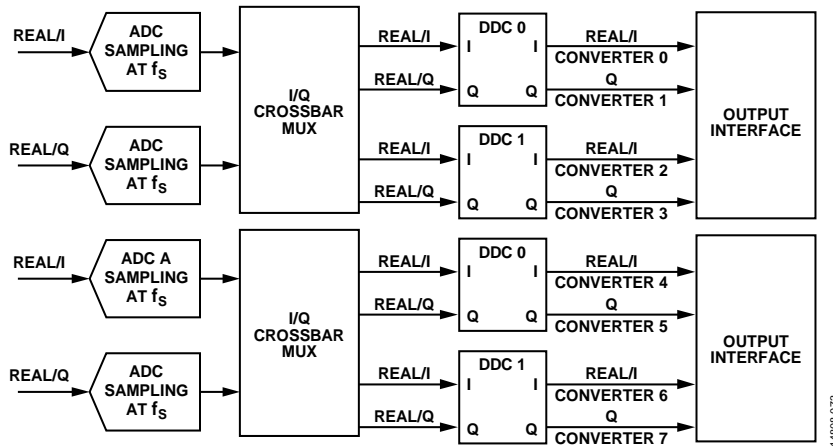 REAL/I
ADC
SAMPLING
AT fS
REAL/Q
ADC
SAMPLING
AT fS
I/Q
CROSSBAR
MUX
REAL/I
REAL/Q
REAL/I
REAL/Q
DDC 0
I I
Q Q
DDC 1
I I
Q Q
REAL/I
CONVERTER 0
Q
CONVERTER 1
REAL/I
CONVERTER 2
Q
CONVERTER 3
OUTPUT
INTERFACE
REAL/I
ADC A
SAMPLING
AT fS
REAL/Q
ADC
SAMPLING
AT fS
I/Q
CROSSBAR
MUX
REAL/I
REAL/Q
REAL/I
REAL/Q
DDC 0
I I
Q Q
DDC 1
I I
Q Q
REAL/I
CONVERTER 4
Q
CONVERTER 5
REAL/I
CONVERTER 6
Q
CONVERTER 7
OUTPUT
INTERFACE